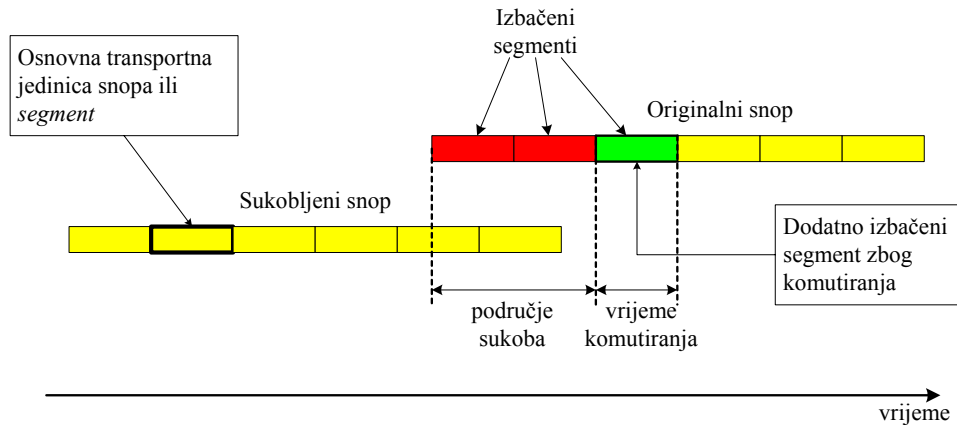 Izbačeni
segmenti
Osnovna transportna
jedinica snopa ili
segment
Originalni snop
Sukobljeni snop
Dodatno izbačeni
segment zbog
komutiranja
područje
sukoba
vrijeme
komutiranja
vrijeme